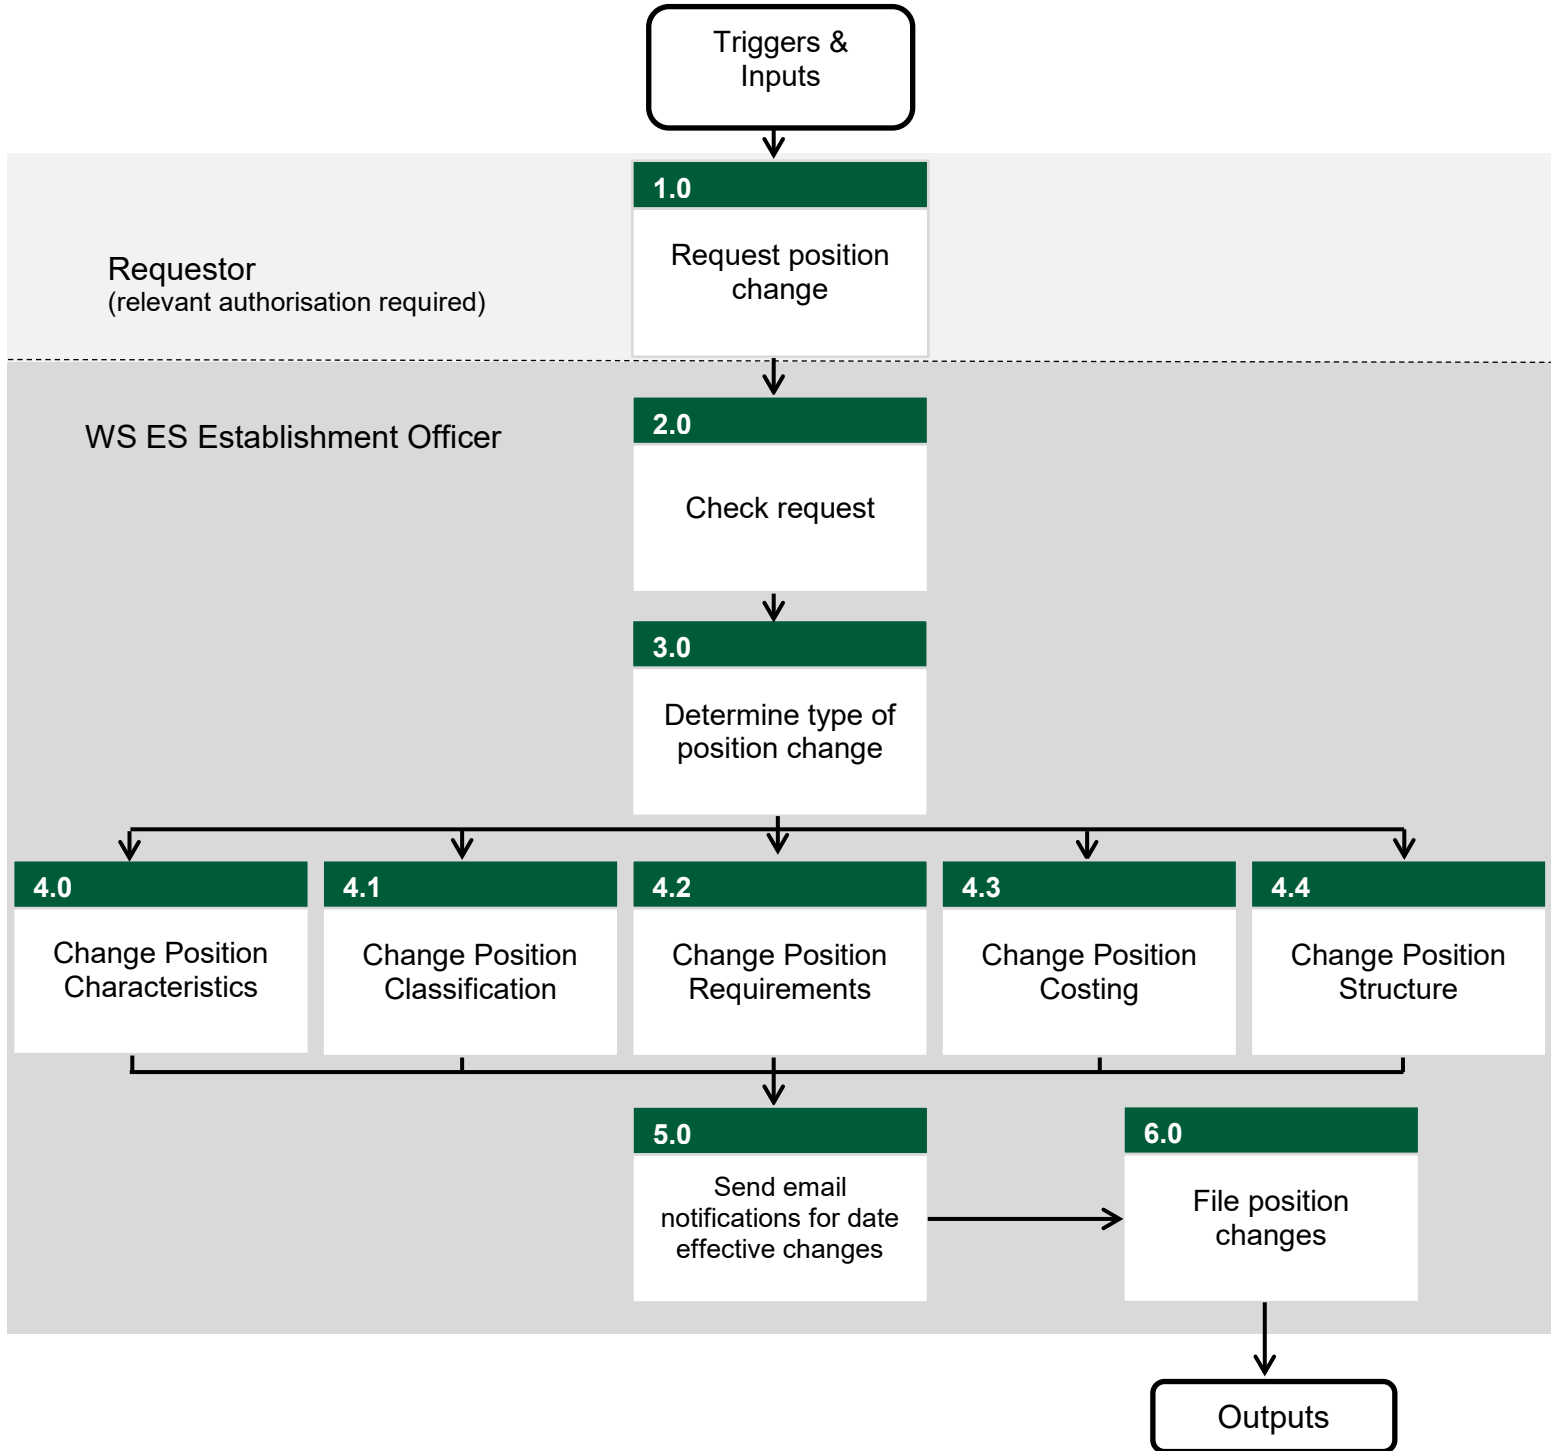 Triggers &
Inputs
1.0
Request position
change
Requestor
(relevant authorisation required)
WS ES Establishment Officer
2.0
Check request
3.0
Determine type of
position change
4.0
Change Position
Characteristics
4.1
Change Position
Classification
4.2
Change Position
Requirements
4.3
Change Position
Costing
4.4
Change Position
Structure
5.0
Send email
notifications for date
effective changes
6.0
File position
changes
Outputs